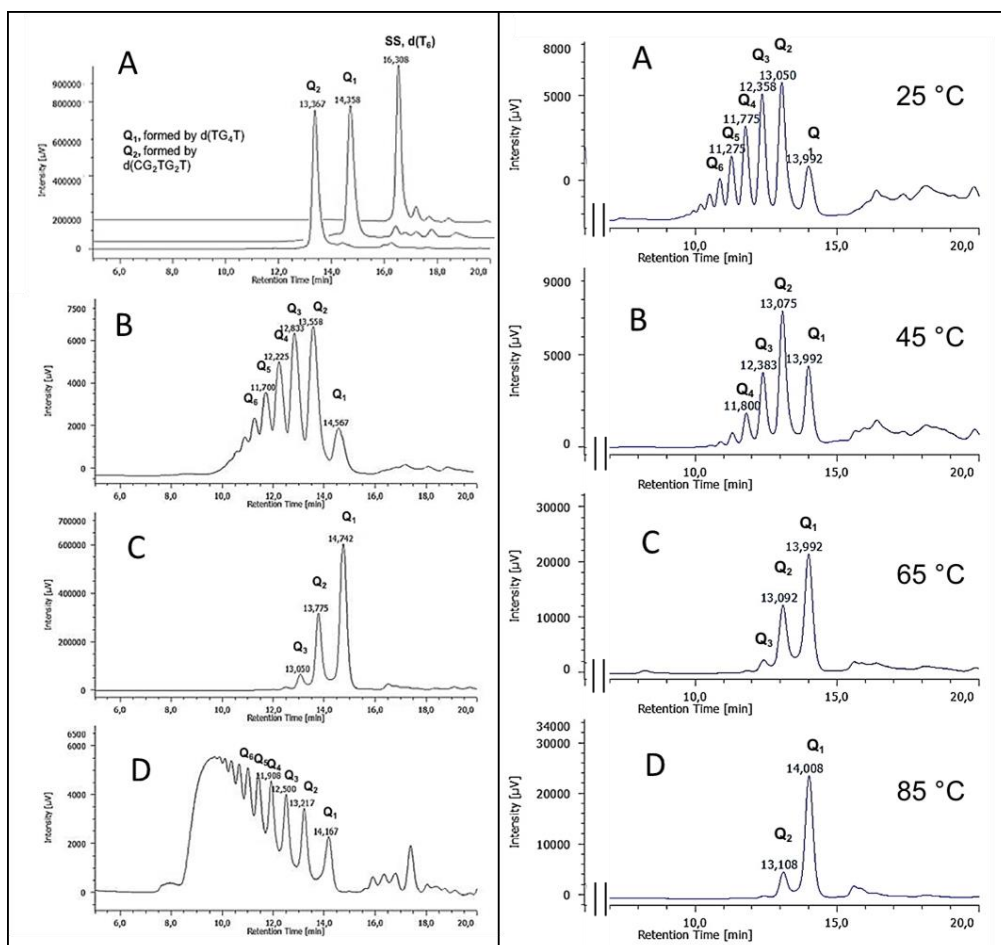 A
SS, d(T₆)
16,308
Q₂
13,367
Q₁
14,358
Q₁, formed by d(TG₄T)
Q₂, formed by
d(CG₂TG₂T)
Intensity [µV]
900000
800000
600000
400000
200000
0
6,0 8,0 10,0 12,0 14,0 16,0 18,0 20,0
Retention Time [min]
B
Q₃
12,833
Q₂
13,558
Q₄
12,225
Q₅
11,700
Q₆
Q₁
14,567
Intensity [µV]
7500
6000
4000
2000
0
6,0 8,0 10,0 12,0 14,0 16,0 18,0 20,0
Retention Time [min]
C
Q₁
14,742
Q₂
13,775
Q₃
13,050
Intensity [µV]
700000
600000
400000
200000
0
6,0 8,0 10,0 12,0 14,0 16,0 18,0 20,0
Retention Time [min]
D
Q₆
Q₅
Q₄
11,908
Q₃
12,500
Q₂
13,217
Q₁
14,167
Intensity [µV]
6500
6000
4000
2000
0
6,0 8,0 10,0 12,0 14,0 16,0 18,0 20,0
Retention Time [min]
A
25 °C
Q₂
13,050
Q₃
12,358
Q₄
11,775
Q₅
11,275
Q₆
Q
1
13,992
Intensity [µV]
8000
5000
0
10,0 15,0 20,0
Retention Time [min]
B
45 °C
Q₂
13,075
Q₃
12,383
Q₁
13,992
Q₄
11,800
Intensity [µV]
9000
5000
0
10,0 15,0 20,0
Retention Time [min]
C
65 °C
Q₁
13,992
Q₂
13,092
Q₃
Intensity [µV]
30000
20000
10000
0
10,0 15,0 20,0
Retention Time [min]
D
85 °C
Q₁
14,008
Q₂
13,108
Intensity [µV]
34000
30000
20000
10000
0
10,0 15,0 20,0
Retention Time [min]